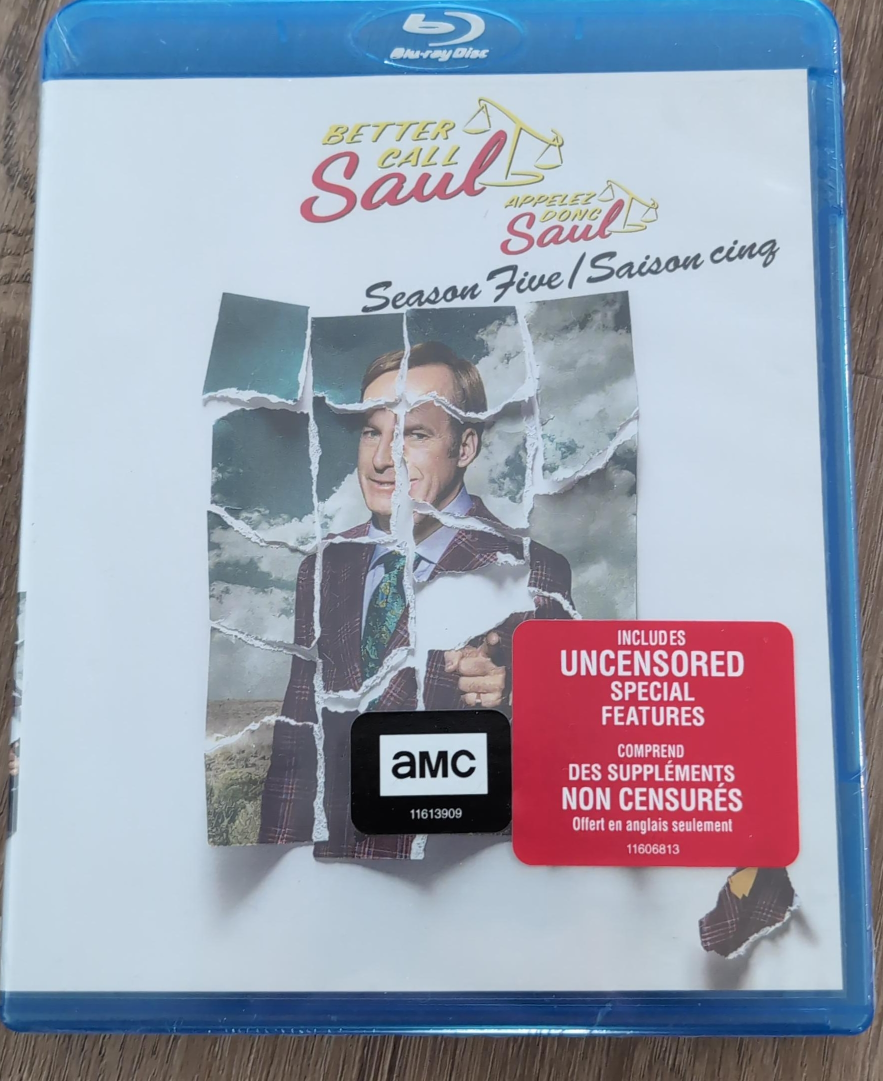 Blu-ray Disc
BETTER
CALL
Saul
APPELEZ
DONC
Saul
Season Five / Saison cinq
INCLUDES
UNCENSORED
SPECIAL
FEATURES
COMPREND
DES SUPPLÉMENTS
NON CENSURÉS
Offert en anglais seulement
11606813
aMC
11613909